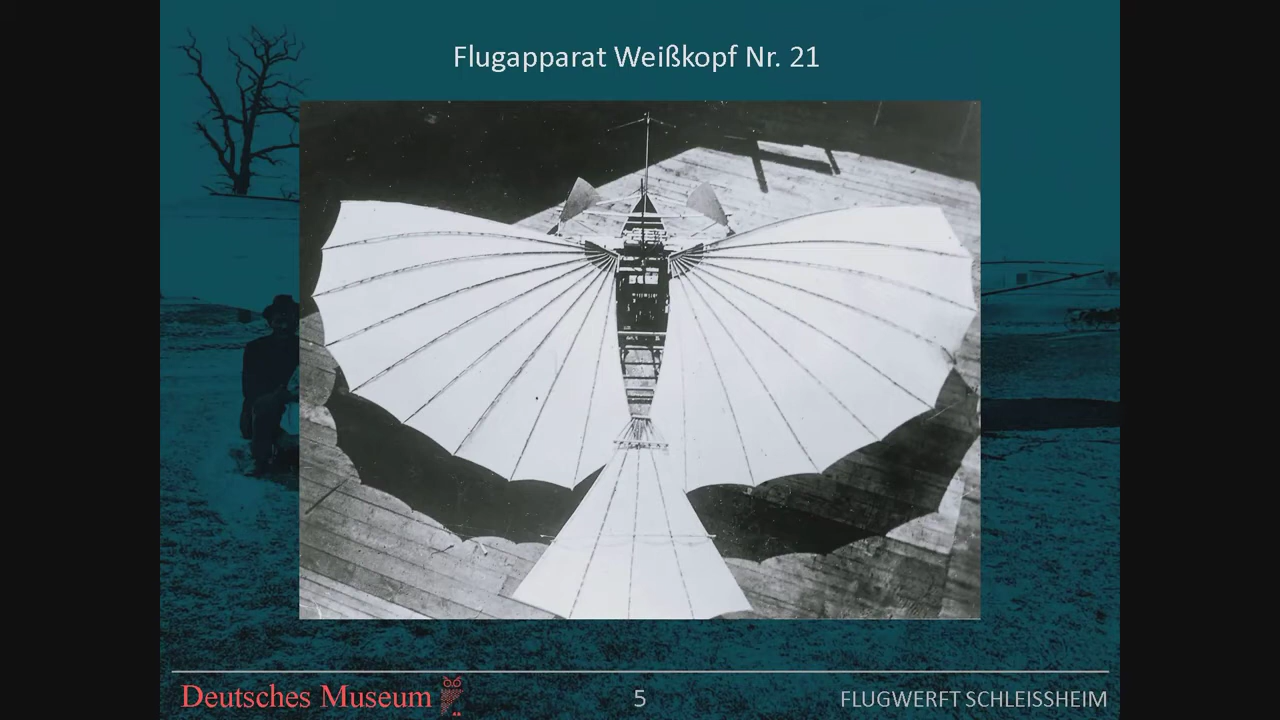 Flugapparat Weißkopf Nr. 21
Deutsches Museum
5
FLUGWERFT SCHLEISSHEIM